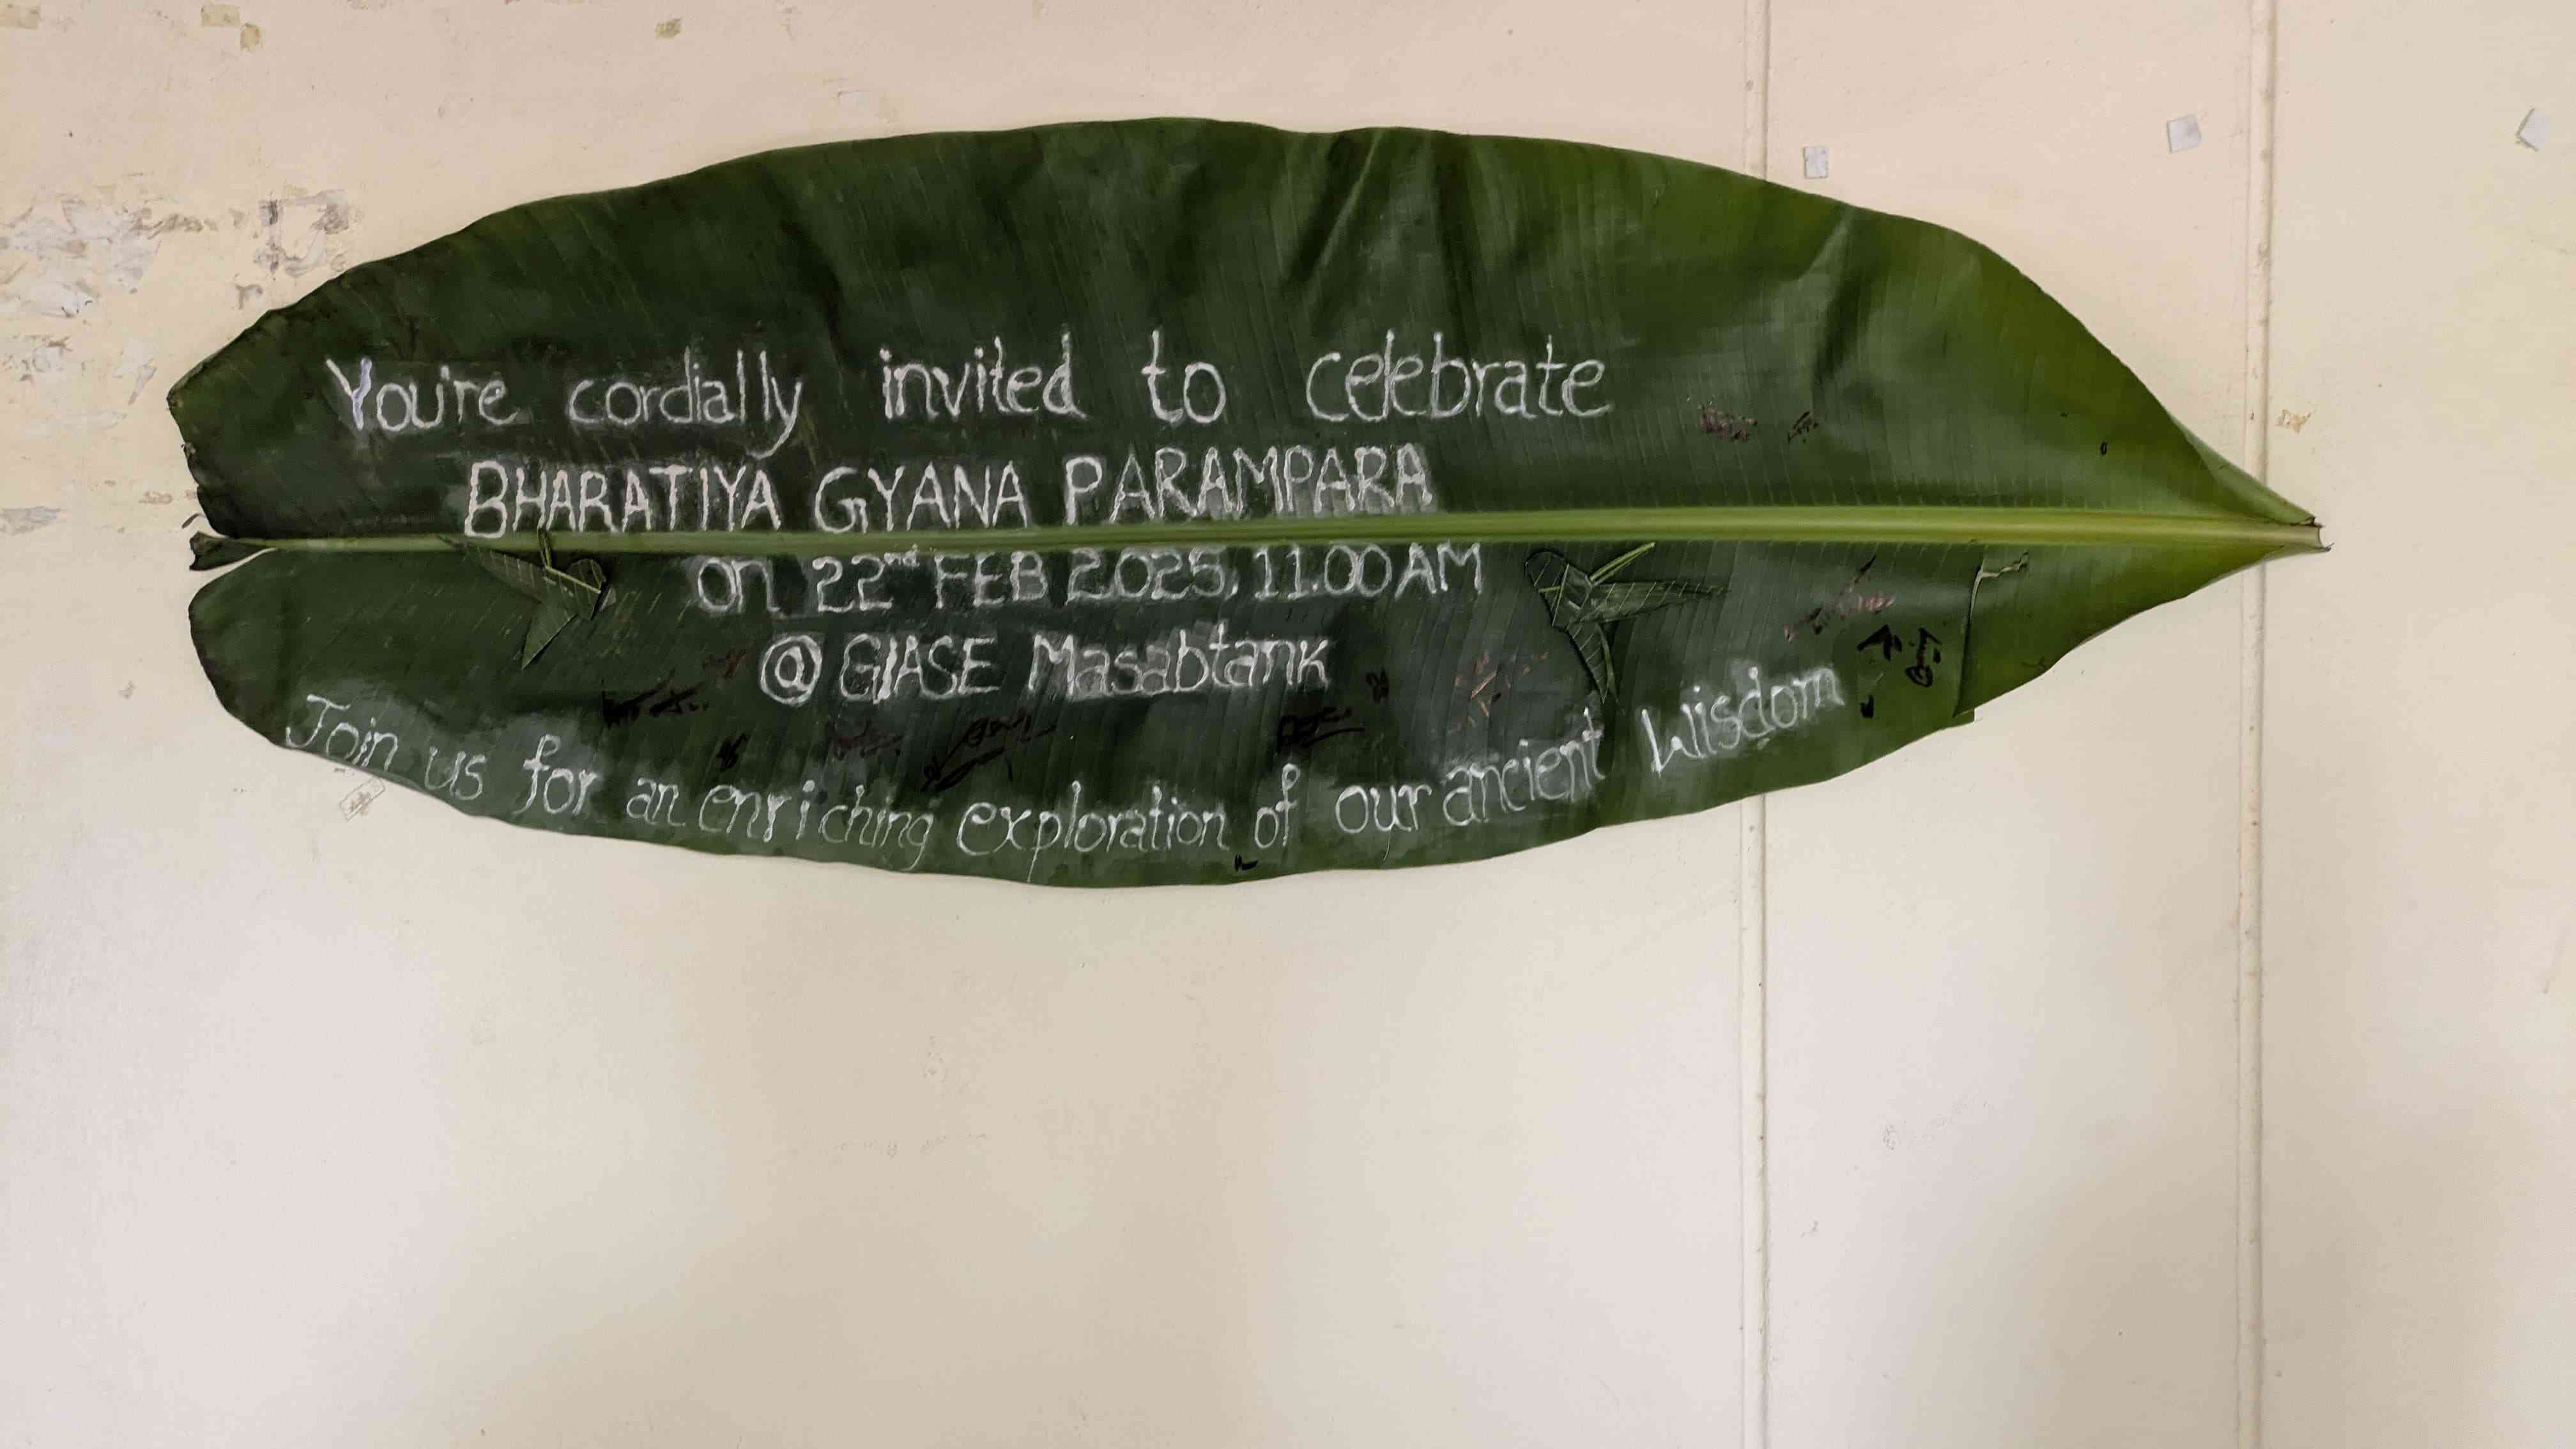 You're cordially invited to celebrate
BHARATIYA GYANA PARAMPARA
on 22nd FEB 2025, 11.00 AM
@ GIASE Masabtank
Join us for an enriching exploration of our ancient Wisdom